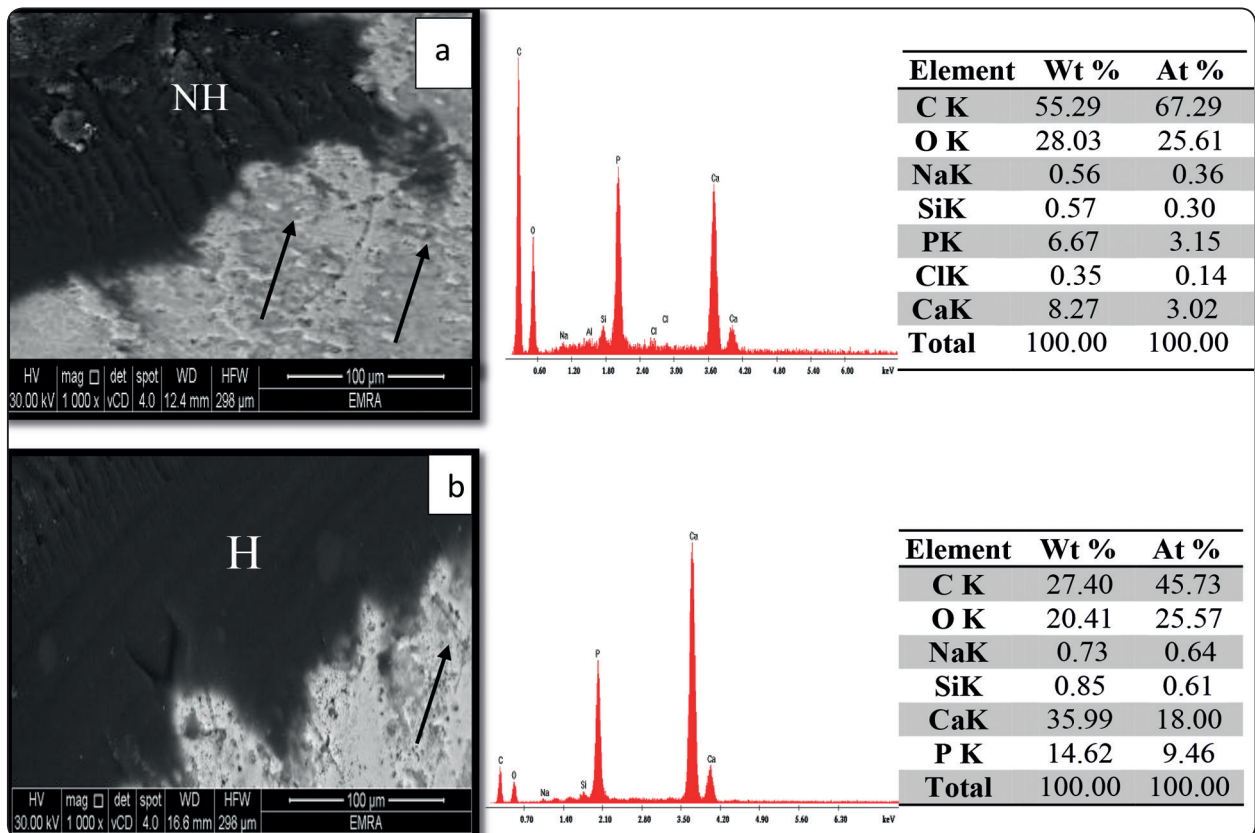 a
NH
HV mag □ det spot WD HFW 100 µm
30.00 kV 1 000 x vCD 4.0 12.4 mm 298 µm EMRA
C
O
Na
Al
Si
P
Cl
Cl
Ca
Ca
0.60 1.20 1.80 2.40 3.00 3.60 4.20 4.80 5.40 6.00 keV
Element Wt % At %
C K 55.29 67.29
O K 28.03 25.61
NaK 0.56 0.36
SiK 0.57 0.30
PK 6.67 3.15
ClK 0.35 0.14
CaK 8.27 3.02
Total 100.00 100.00
b
H
HV mag □ det spot WD HFW 100 µm
30.00 kV 1 000 x vCD 4.0 16.6 mm 298 µm EMRA
C
O
Na
Si
P
Ca
Ca
0.70 1.40 2.10 2.80 3.50 4.20 4.90 5.60 6.30 keV
Element Wt % At %
C K 27.40 45.73
O K 20.41 25.57
NaK 0.73 0.64
SiK 0.85 0.61
CaK 35.99 18.00
P K 14.62 9.46
Total 100.00 100.00